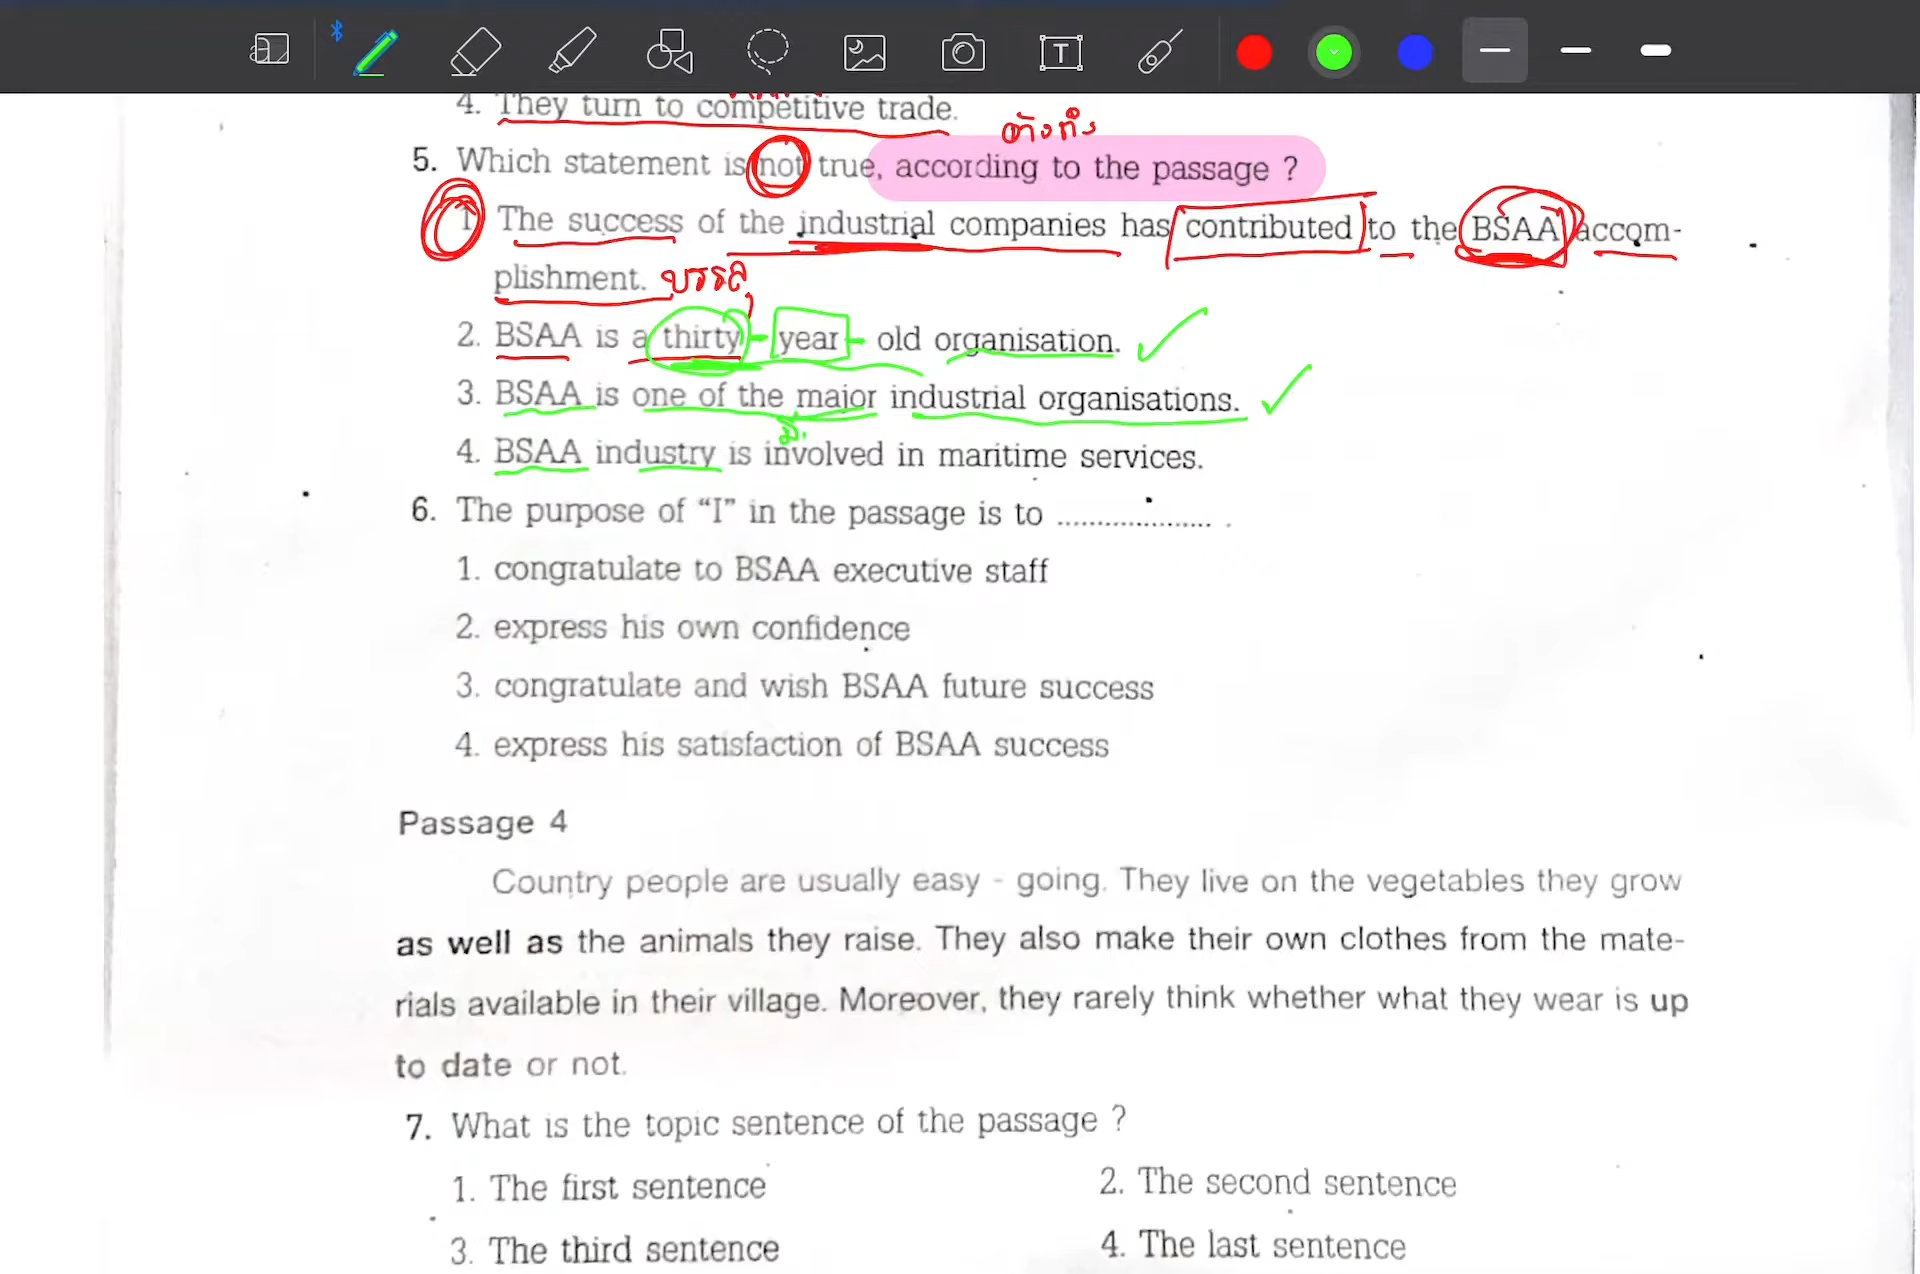 4. They turn to competitive trade.
อ้างถึง
5. Which statement is not true, according to the passage ?
1. The success of the industrial companies has contributed to the BSAA accom-
plishment. บรรลุ
2. BSAA is a thirty - year - old organisation.
3. BSAA is one of the major industrial organisations.
4. BSAA industry is involved in maritime services.
6. The purpose of “I” in the passage is to .................... .
1. congratulate to BSAA executive staff
2. express his own confidence
3. congratulate and wish BSAA future success
4. express his satisfaction of BSAA success
Passage 4
Country people are usually easy - going. They live on the vegetables they grow
as well as the animals they raise. They also make their own clothes from the mate-
rials available in their village. Moreover, they rarely think whether what they wear is up
to date or not.
7. What is the topic sentence of the passage ?
1. The first sentence
2. The second sentence
3. The third sentence
4. The last sentence